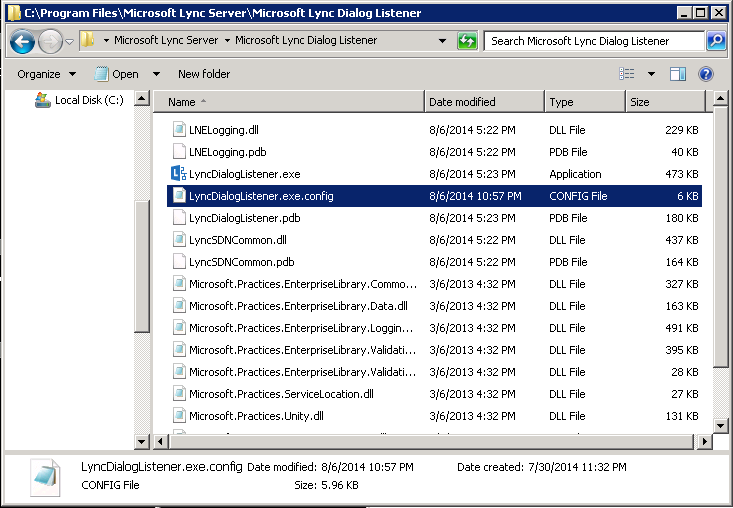 C:\Program Files\Microsoft Lync Server\Microsoft Lync Dialog Listener
Microsoft Lync Server Microsoft Lync Dialog Listener Search Microsoft Lync Dialog Listener
Organize Open New folder
Local Disk (C:)
Name Date modified Type Size
LNELogging.dll 8/6/2014 5:22 PM DLL File 229 KB
LNELogging.pdb 8/6/2014 5:22 PM PDB File 40 KB
LyncDialogListener.exe 8/6/2014 5:23 PM Application 473 KB
LyncDialogListener.exe.config 8/6/2014 10:57 PM CONFIG File 6 KB
LyncDialogListener.pdb 8/6/2014 5:23 PM PDB File 180 KB
LyncSDNCommon.dll 8/6/2014 5:22 PM DLL File 437 KB
LyncSDNCommon.pdb 8/6/2014 5:22 PM PDB File 164 KB
Microsoft.Practices.EnterpriseLibrary.Commo... 3/6/2013 4:32 PM DLL File 327 KB
Microsoft.Practices.EnterpriseLibrary.Data.dll 3/6/2013 4:32 PM DLL File 163 KB
Microsoft.Practices.EnterpriseLibrary.Loggin... 3/6/2013 4:32 PM DLL File 491 KB
Microsoft.Practices.EnterpriseLibrary.Validati... 3/6/2013 4:32 PM DLL File 395 KB
Microsoft.Practices.EnterpriseLibrary.Validati... 3/6/2013 4:32 PM DLL File 28 KB
Microsoft.Practices.ServiceLocation.dll 3/6/2013 4:32 PM DLL File 27 KB
Microsoft.Practices.Unity.dll 3/6/2013 4:32 PM DLL File 131 KB
LyncDialogListener.exe.config Date modified: 8/6/2014 10:57 PM Date created: 7/30/2014 11:32 PM
CONFIG File Size: 5.96 KB